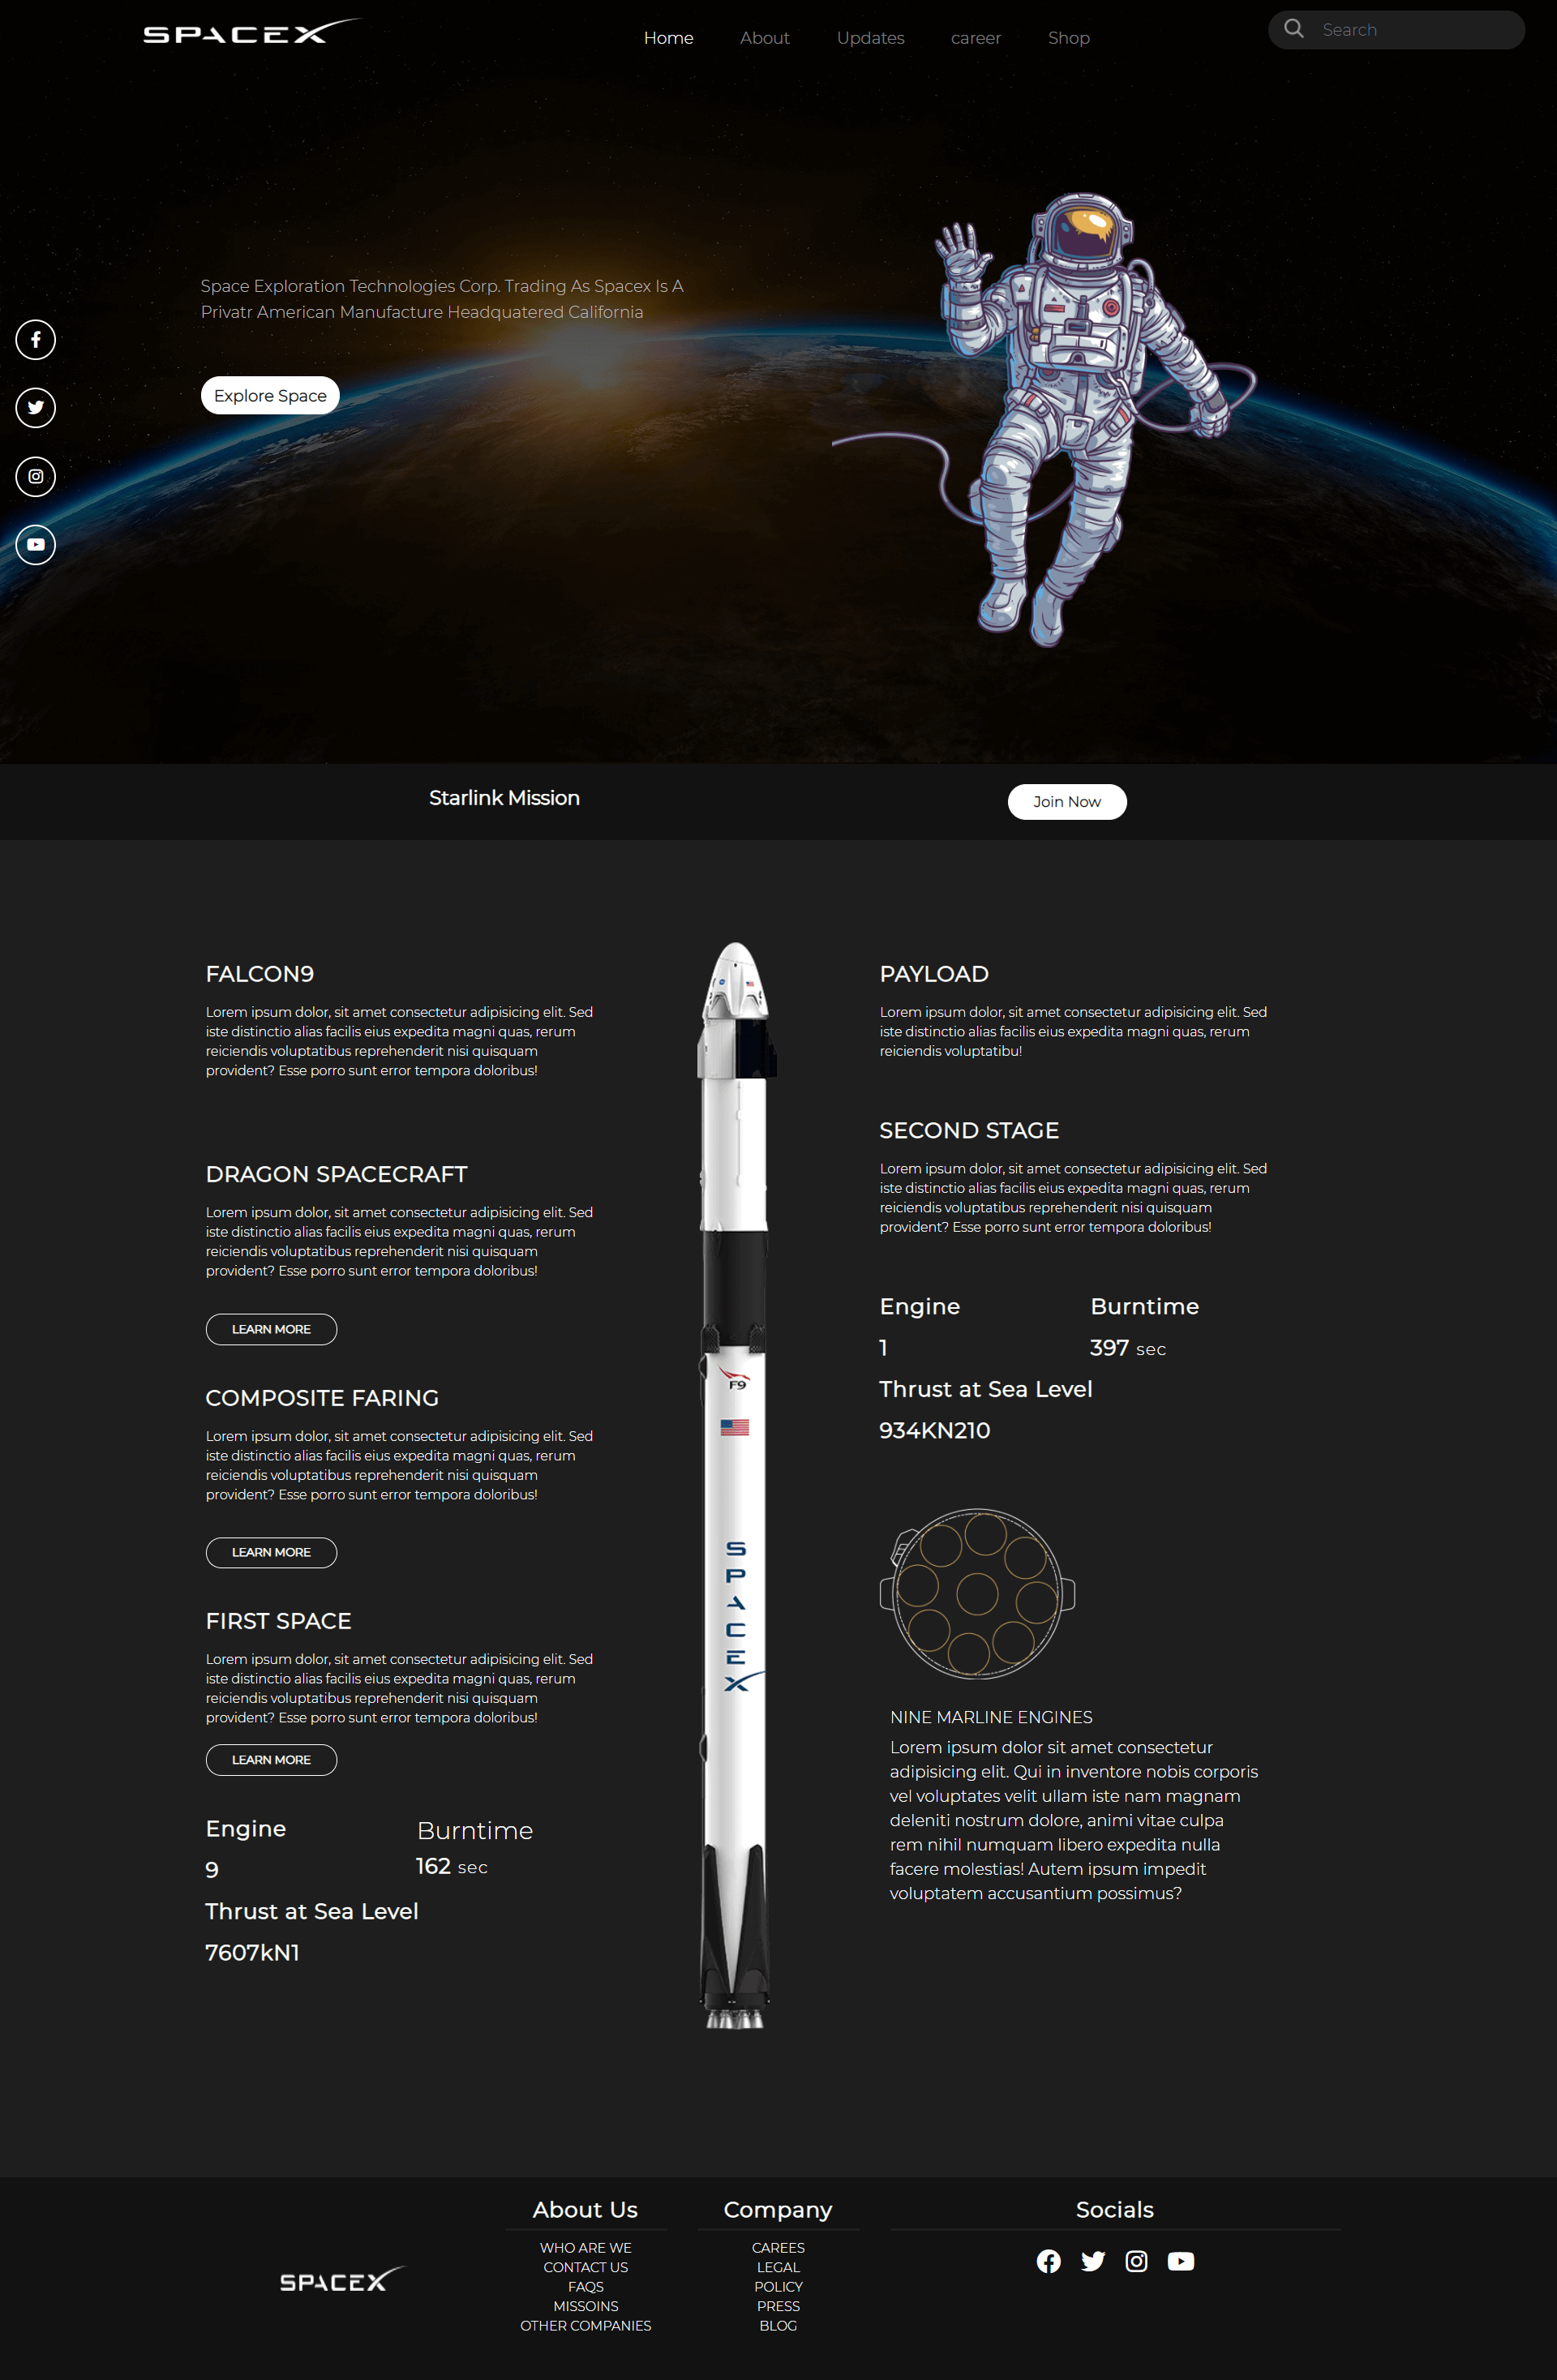 SPACEX
Home About Updates career Shop
Search
Space Exploration Technologies Corp. Trading As Spacex Is A
Privatr American Manufacture Headquatered California
Explore Space
Starlink Mission
Join Now
FALCON9
Lorem ipsum dolor, sit amet consectetur adipisicing elit. Sed
iste distinctio alias facilis eius expedita magni quas, rerum
reiciendis voluptatibus reprehenderit nisi quisquam
provident? Esse porro sunt error tempora doloribus!
DRAGON SPACECRAFT
Lorem ipsum dolor, sit amet consectetur adipisicing elit. Sed
iste distinctio alias facilis eius expedita magni quas, rerum
reiciendis voluptatibus reprehenderit nisi quisquam
provident? Esse porro sunt error tempora doloribus!
LEARN MORE
COMPOSITE FARING
Lorem ipsum dolor, sit amet consectetur adipisicing elit. Sed
iste distinctio alias facilis eius expedita magni quas, rerum
reiciendis voluptatibus reprehenderit nisi quisquam
provident? Esse porro sunt error tempora doloribus!
LEARN MORE
FIRST SPACE
Lorem ipsum dolor, sit amet consectetur adipisicing elit. Sed
iste distinctio alias facilis eius expedita magni quas, rerum
reiciendis voluptatibus reprehenderit nisi quisquam
provident? Esse porro sunt error tempora doloribus!
LEARN MORE
Engine
9
Burntime
162 sec
Thrust at Sea Level
7607kN1
F9
SPACEX
PAYLOAD
Lorem ipsum dolor, sit amet consectetur adipisicing elit. Sed
iste distinctio alias facilis eius expedita magni quas, rerum
reiciendis voluptatibu!
SECOND STAGE
Lorem ipsum dolor, sit amet consectetur adipisicing elit. Sed
iste distinctio alias facilis eius expedita magni quas, rerum
reiciendis voluptatibus reprehenderit nisi quisquam
provident? Esse porro sunt error tempora doloribus!
Engine
1
Burntime
397 sec
Thrust at Sea Level
934KN210
NINE MARLINE ENGINES
Lorem ipsum dolor sit amet consectetur
adipisicing elit. Qui in inventore nobis corporis
vel voluptates velit ullam iste nam magnam
deleniti nostrum dolore, animi vitae culpa
rem nihil numquam libero expedita nulla
facere molestias! Autem ipsum impedit
voluptatem accusantium possimus?
SPACEX
About Us
WHO ARE WE
CONTACT US
FAQS
MISSOINS
OTHER COMPANIES
Company
CAREES
LEGAL
POLICY
PRESS
BLOG
Socials